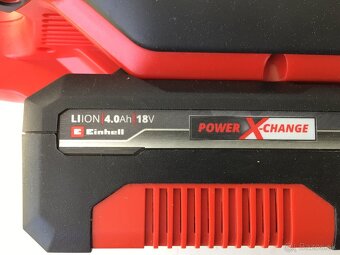 LI ION | 4.0Ah | 18V
Einhell
POWER X-CHANGE